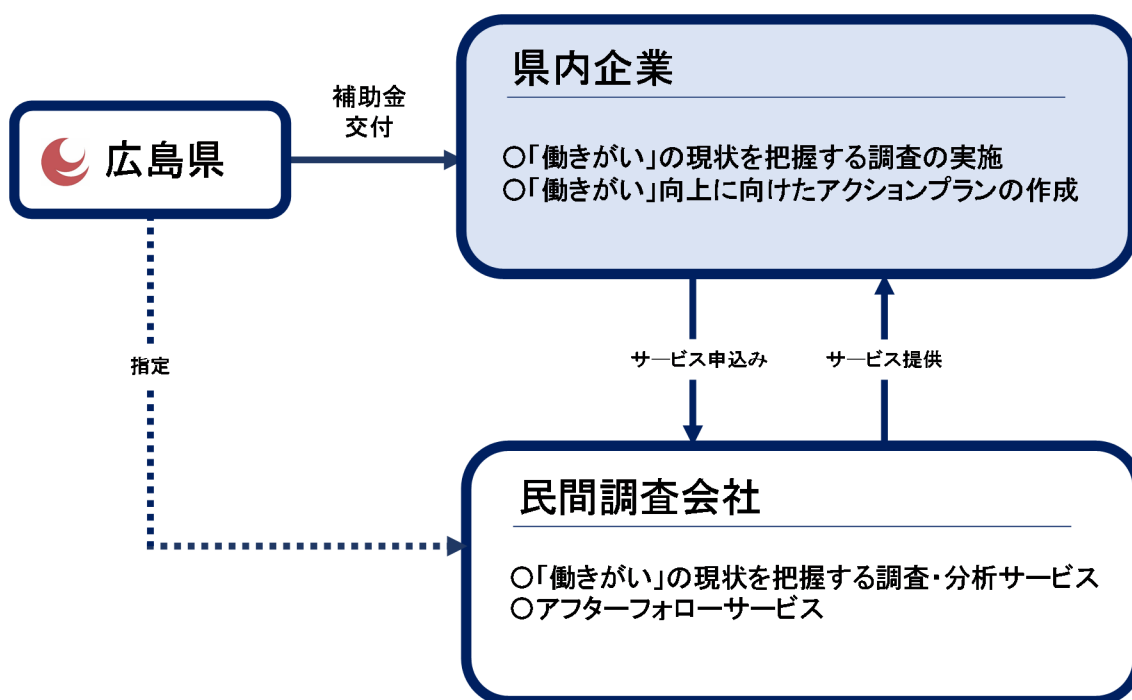 広島県
補助金
交付
県内企業
○「働きがい」の現状を把握する調査の実施
○「働きがい」向上に向けたアクションプランの作成
指定
サービス申込み
サービス提供
民間調査会社
○「働きがい」の現状を把握する調査・分析サービス
○アフターフォローサービス